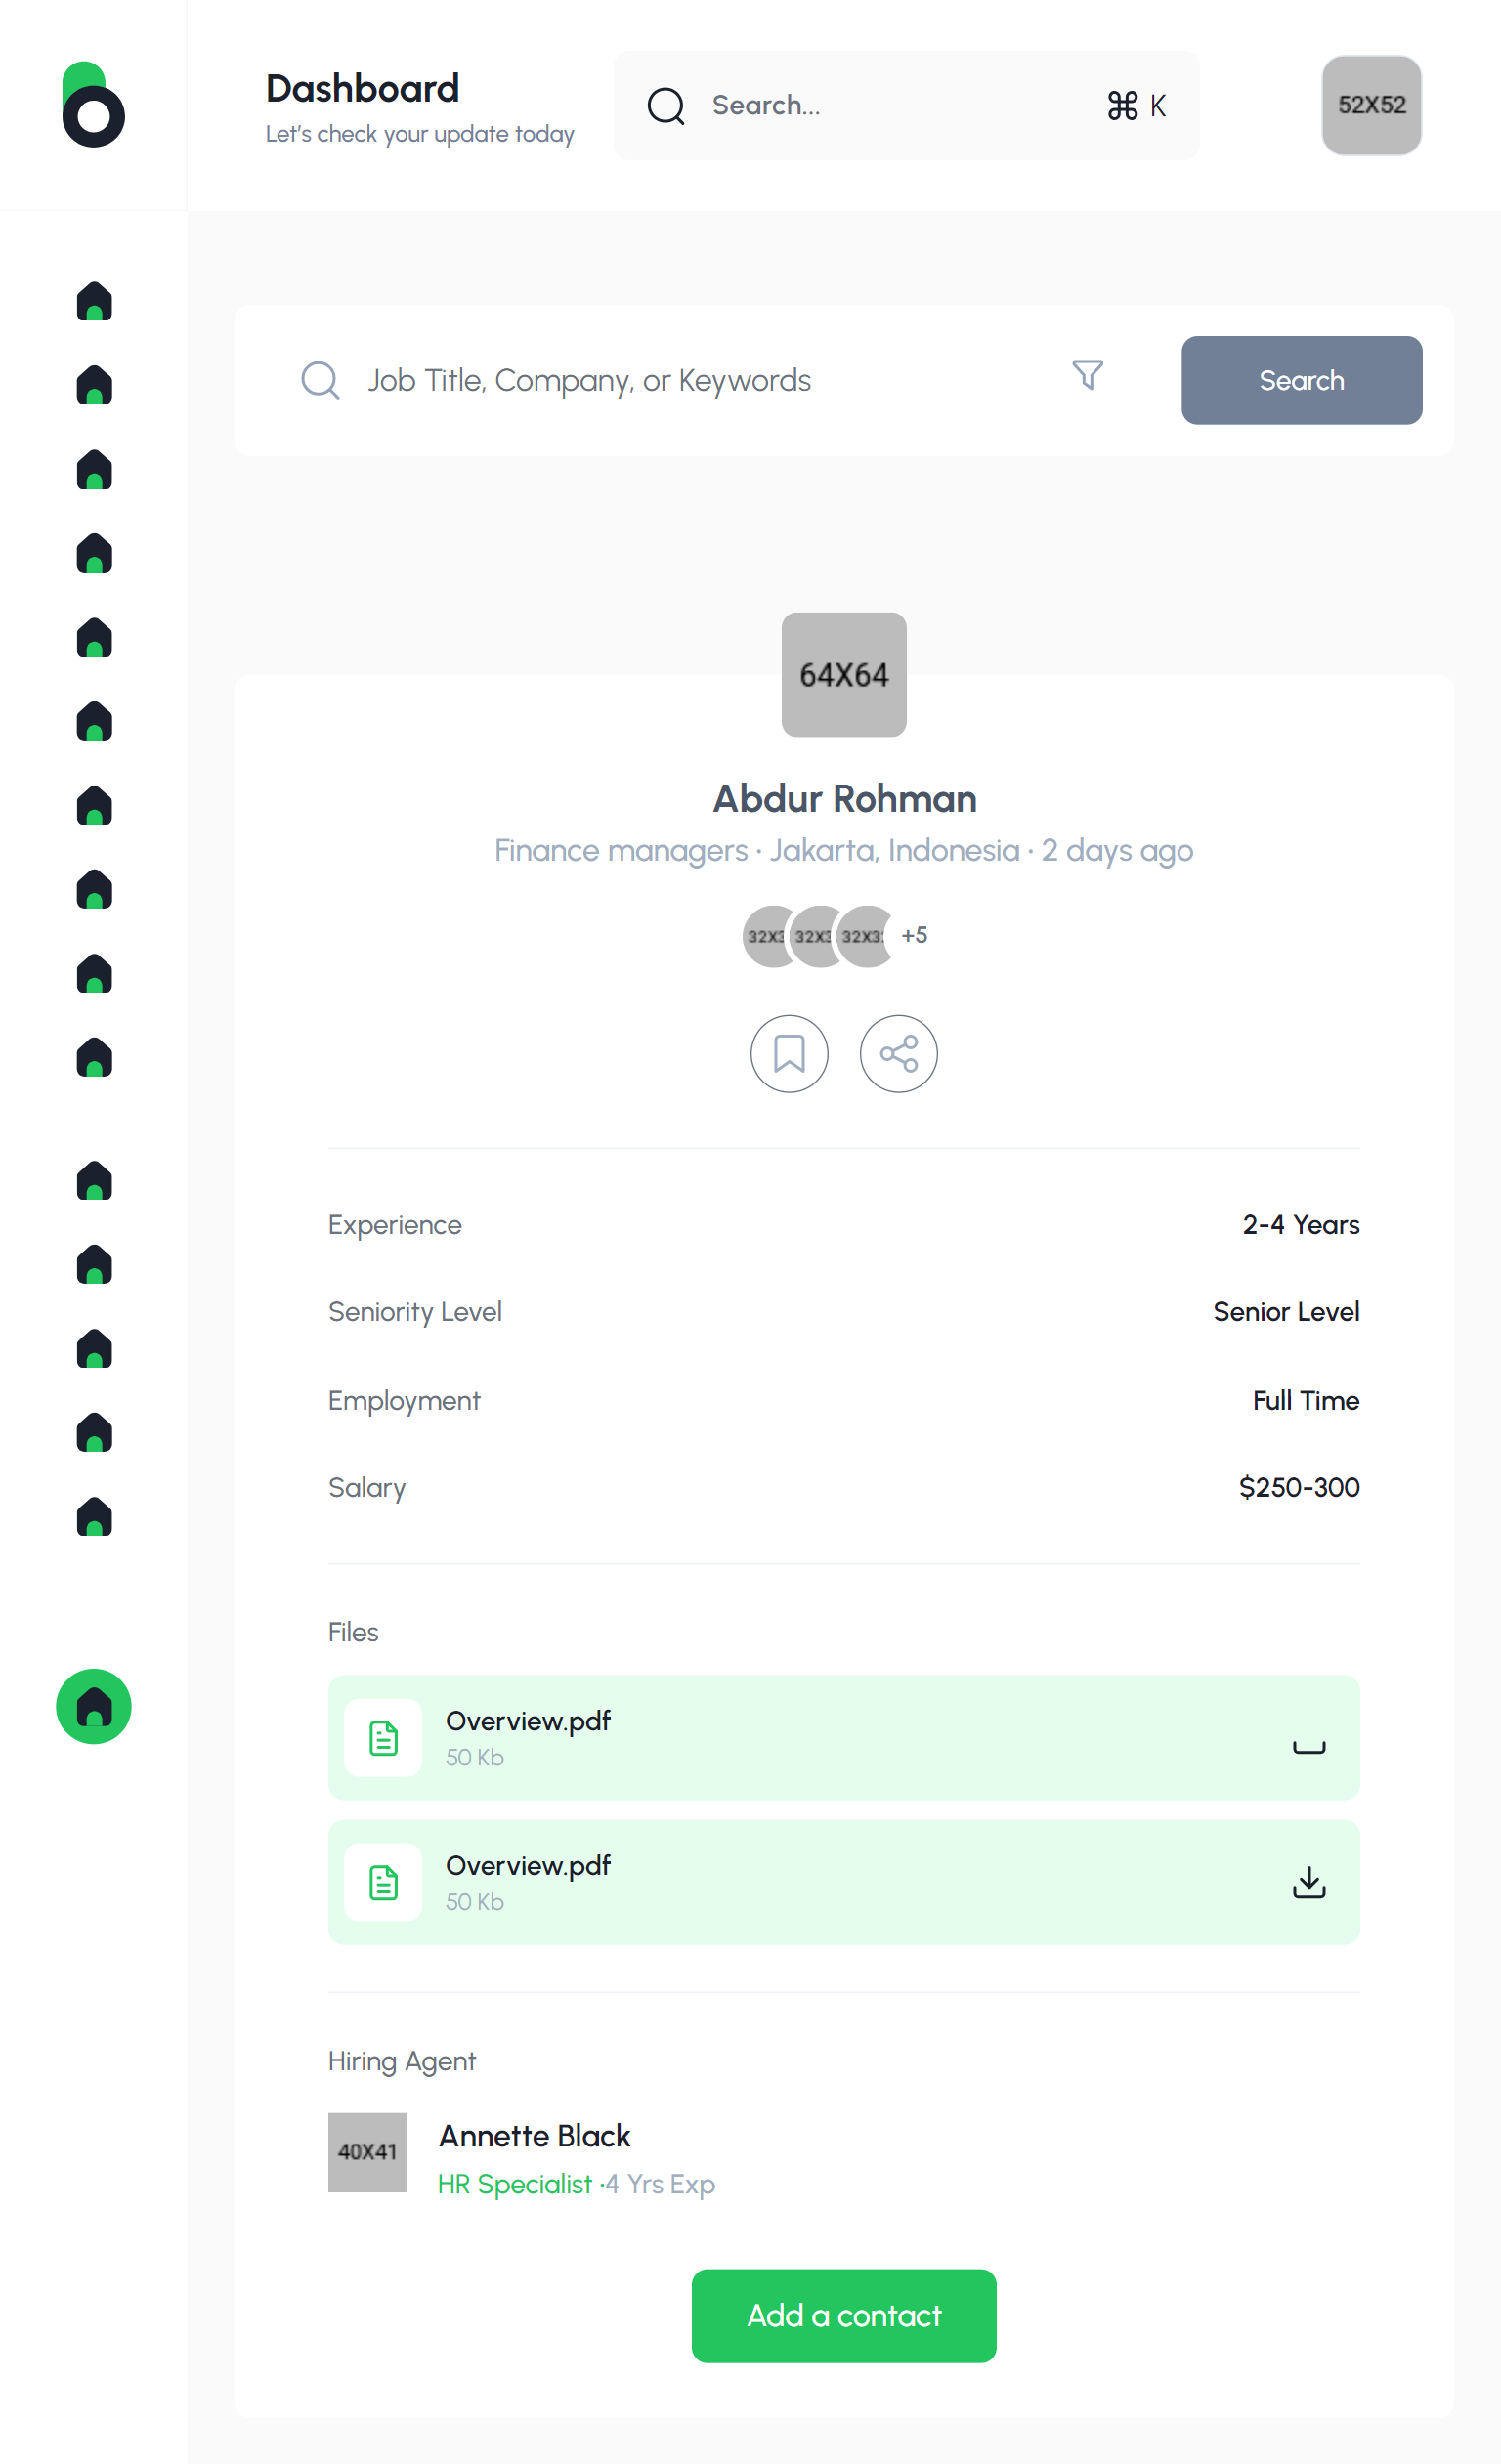 Dashboard
Let's check your update today
Search...
⌘ K
52X52
Job Title, Company, or Keywords
Search
64X64
Abdur Rohman
Finance managers · Jakarta, Indonesia · 2 days ago
32X3 32X3 32X3 +5
Experience 2-4 Years
Seniority Level Senior Level
Employment Full Time
Salary $250-300
Files
Overview.pdf
50 Kb
Overview.pdf
50 Kb
Hiring Agent
40X41
Annette Black
HR Specialist ·4 Yrs Exp
Add a contact